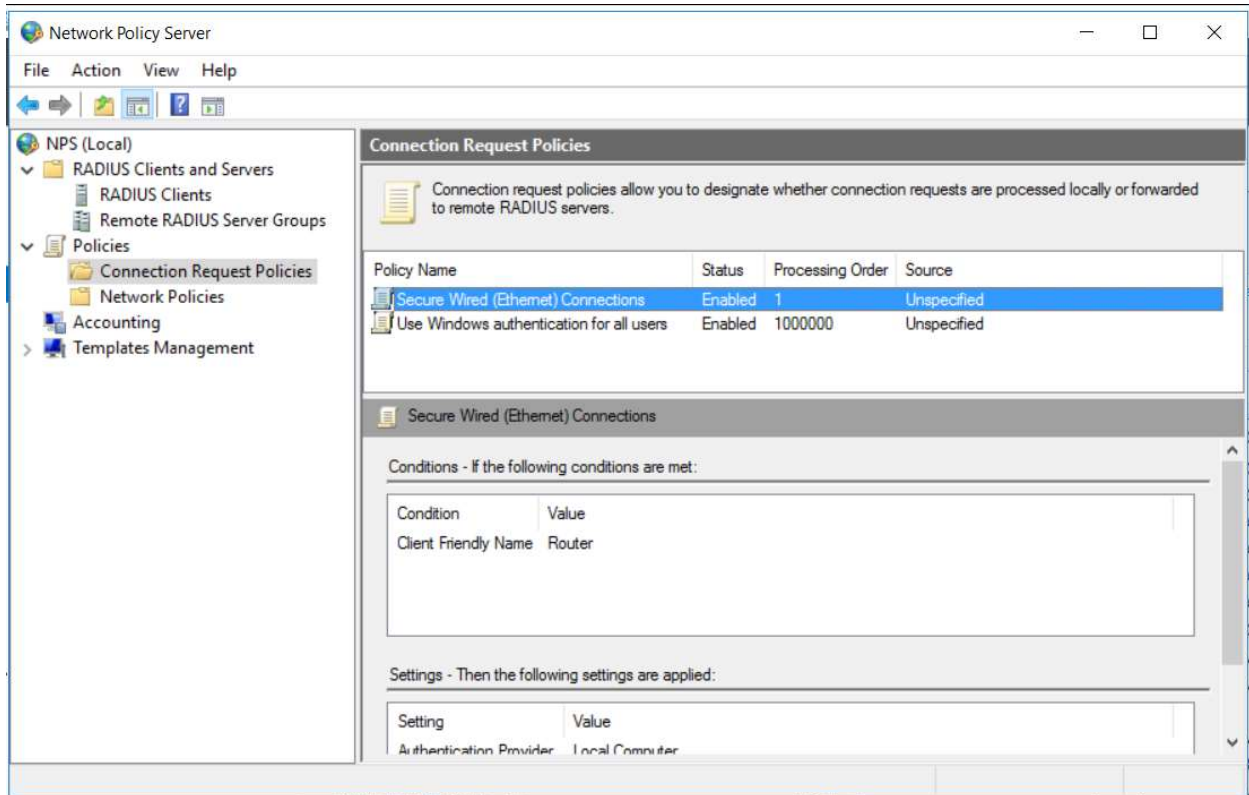 Network Policy Server
File Action View Help
NPS (Local)
RADIUS Clients and Servers
RADIUS Clients
Remote RADIUS Server Groups
Policies
Connection Request Policies
Network Policies
Accounting
Templates Management
Connection Request Policies
Connection request policies allow you to designate whether connection requests are processed locally or forwarded
to remote RADIUS servers.
Policy Name Status Processing Order Source
Secure Wired (Ethernet) Connections Enabled 1 Unspecified
Use Windows authentication for all users Enabled 1000000 Unspecified
Secure Wired (Ethernet) Connections
Conditions - If the following conditions are met:
Condition Value
Client Friendly Name Router
Settings - Then the following settings are applied:
Setting Value
Authentication Provider Local Computer